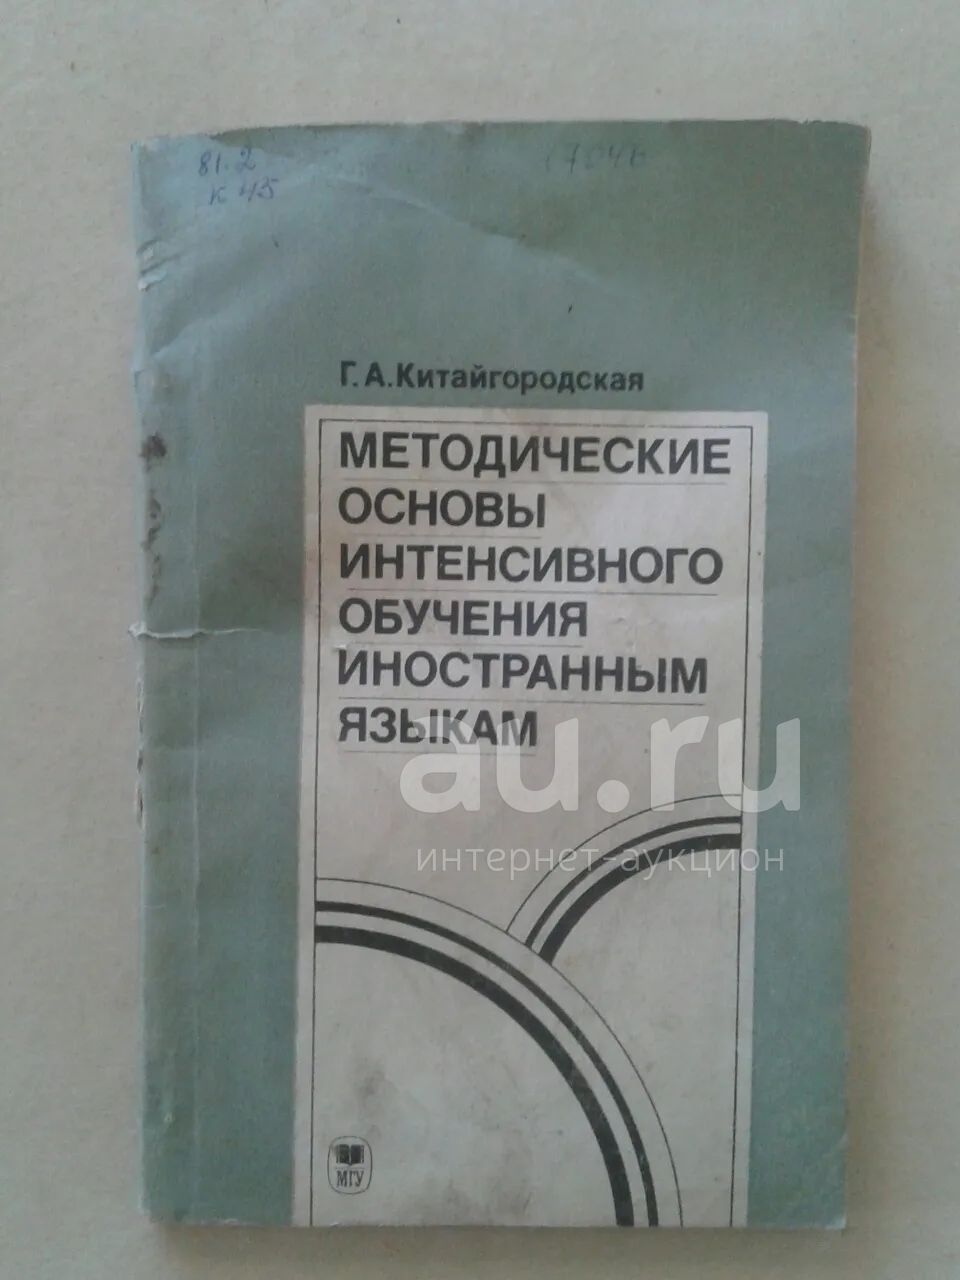 81.2
К 45
Г. А. Китайгородская
МЕТОДИЧЕСКИЕ
ОСНОВЫ
ИНТЕНСИВНОГО
ОБУЧЕНИЯ
ИНОСТРАННЫМ
ЯЗЫКАМ
au.ru
интернет-аукцион
МГУ